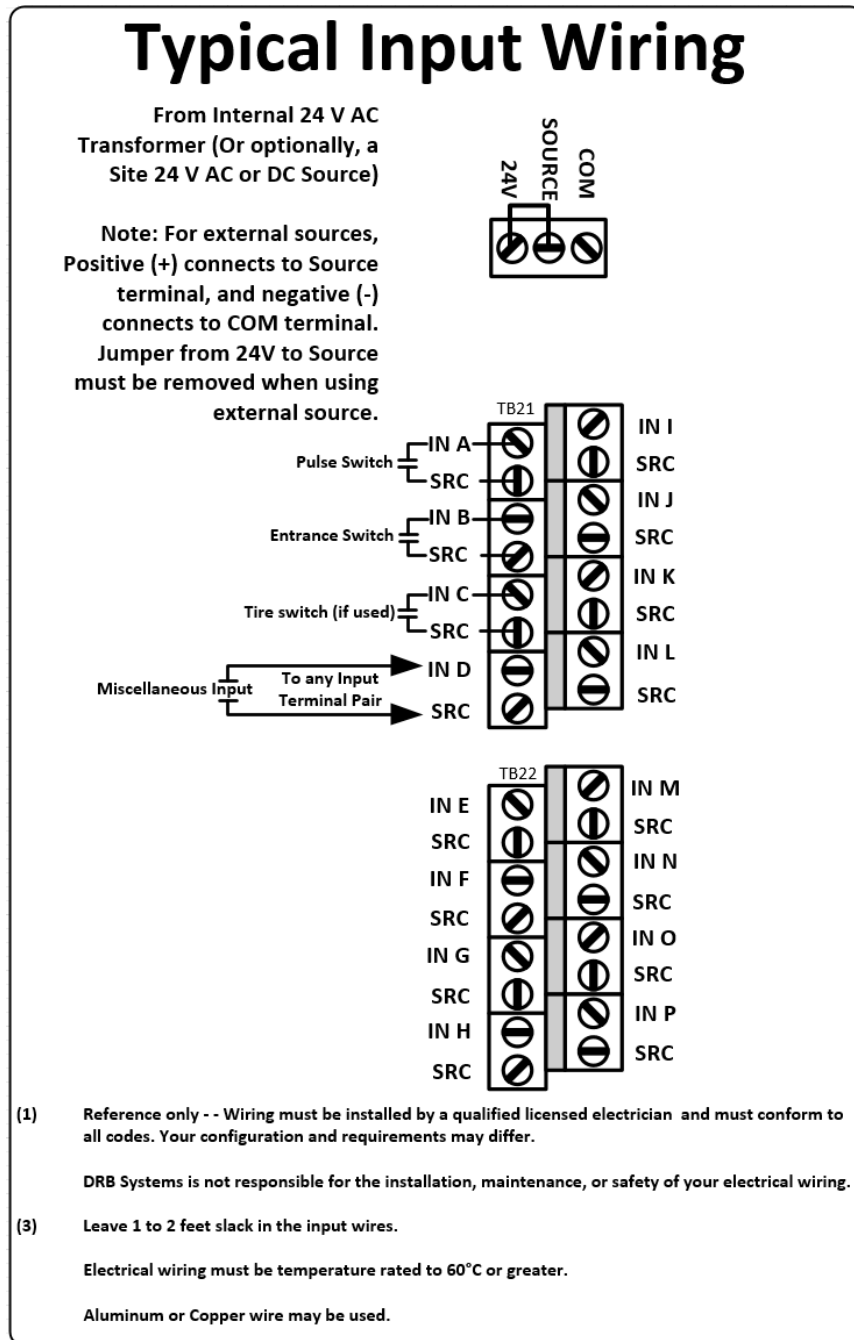 Typical Input Wiring
From Internal 24 V AC
Transformer (Or optionally, a
Site 24 V AC or DC Source)
Note: For external sources,
Positive (+) connects to Source
terminal, and negative (-)
connects to COM terminal.
Jumper from 24V to Source
must be removed when using
external source.
24V
SOURCE
COM
TB21
Pulse Switch
IN A
SRC
Entrance Switch
IN B
SRC
Tire switch (if used)
IN C
SRC
Miscellaneous Input
To any Input
Terminal Pair
IN D
SRC
IN I
SRC
IN J
SRC
IN K
SRC
IN L
SRC
TB22
IN E
SRC
IN F
SRC
IN G
SRC
IN H
SRC
IN M
SRC
IN N
SRC
IN O
SRC
IN P
SRC
(1) Reference only - - Wiring must be installed by a qualified licensed electrician and must conform to
all codes. Your configuration and requirements may differ.
DRB Systems is not responsible for the installation, maintenance, or safety of your electrical wiring.
(3) Leave 1 to 2 feet slack in the input wires.
Electrical wiring must be temperature rated to 60°C or greater.
Aluminum or Copper wire may be used.